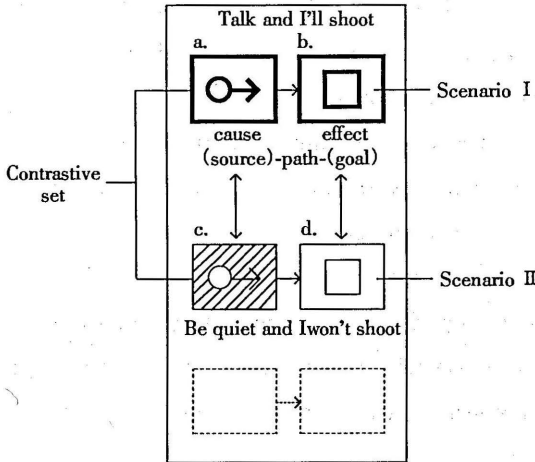 Talk and I'll shoot
a.
b.
Scenario I
cause
effect
(source)-path-(goal)
Contrastive
set
c.
d.
Scenario II
Be quiet and Iwon't shoot